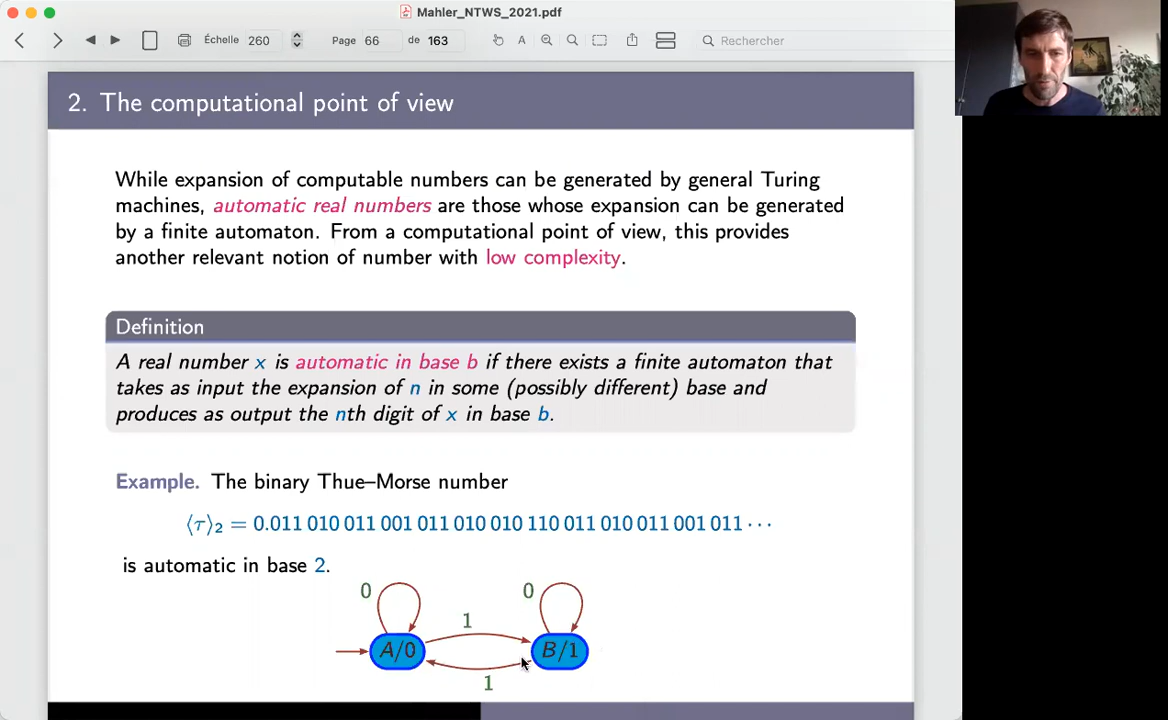 Mahler_NTWS_2021.pdf
Échelle 260
Page 66 de 163
A
Rechercher
2. The computational point of view
While expansion of computable numbers can be generated by general Turing
machines, automatic real numbers are those whose expansion can be generated
by a finite automaton. From a computational point of view, this provides
another relevant notion of number with low complexity.
Definition
A real number x is automatic in base b if there exists a finite automaton that
takes as input the expansion of n in some (possibly different) base and
produces as output the nth digit of x in base b.
Example. The binary Thue–Morse number
⟨τ⟩₂ = 0.011 010 011 001 011 010 010 110 011 010 011 001 011 ···
is automatic in base 2.
0
0
1
A/0
B/1
1